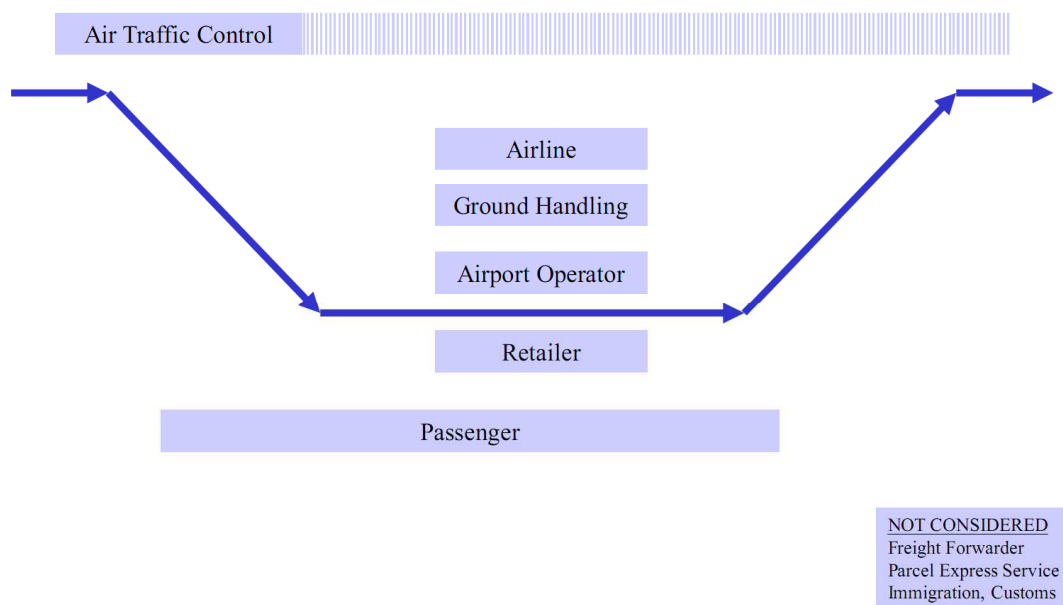 Air Traffic Control
Airline
Ground Handling
Airport Operator
Retailer
Passenger
NOT CONSIDERED
Freight Forwarder
Parcel Express Service
Immigration, Customs